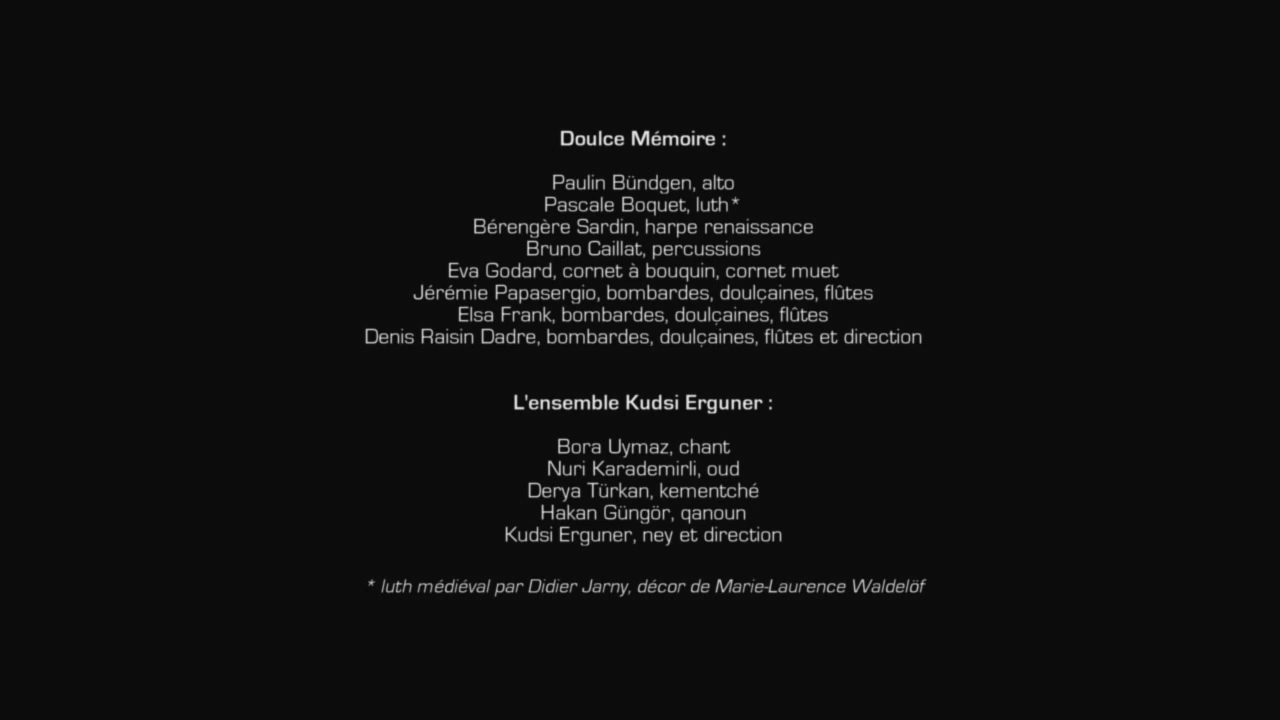 Doulce Mémoire :
Paulin Bündgen, alto
Pascale Boquet, luth*
Bérengère Sardin, harpe renaissance
Bruno Caillat, percussions
Eva Godard, cornet à bouquin, cornet muet
Jérémie Papasergio, bombardes, doulçaines, flûtes
Elsa Frank, bombardes, doulçaines, flûtes
Denis Raisin Dadre, bombardes, doulçaines, flûtes et direction
L'ensemble Kudsi Erguner :
Bora Uymaz, chant
Nuri Karademirli, oud
Derya Türkan, kementché
Hakan Güngör, qanoun
Kudsi Erguner, ney et direction
* luth médiéval par Didier Jarny, décor de Marie-Laurence Waldelöf